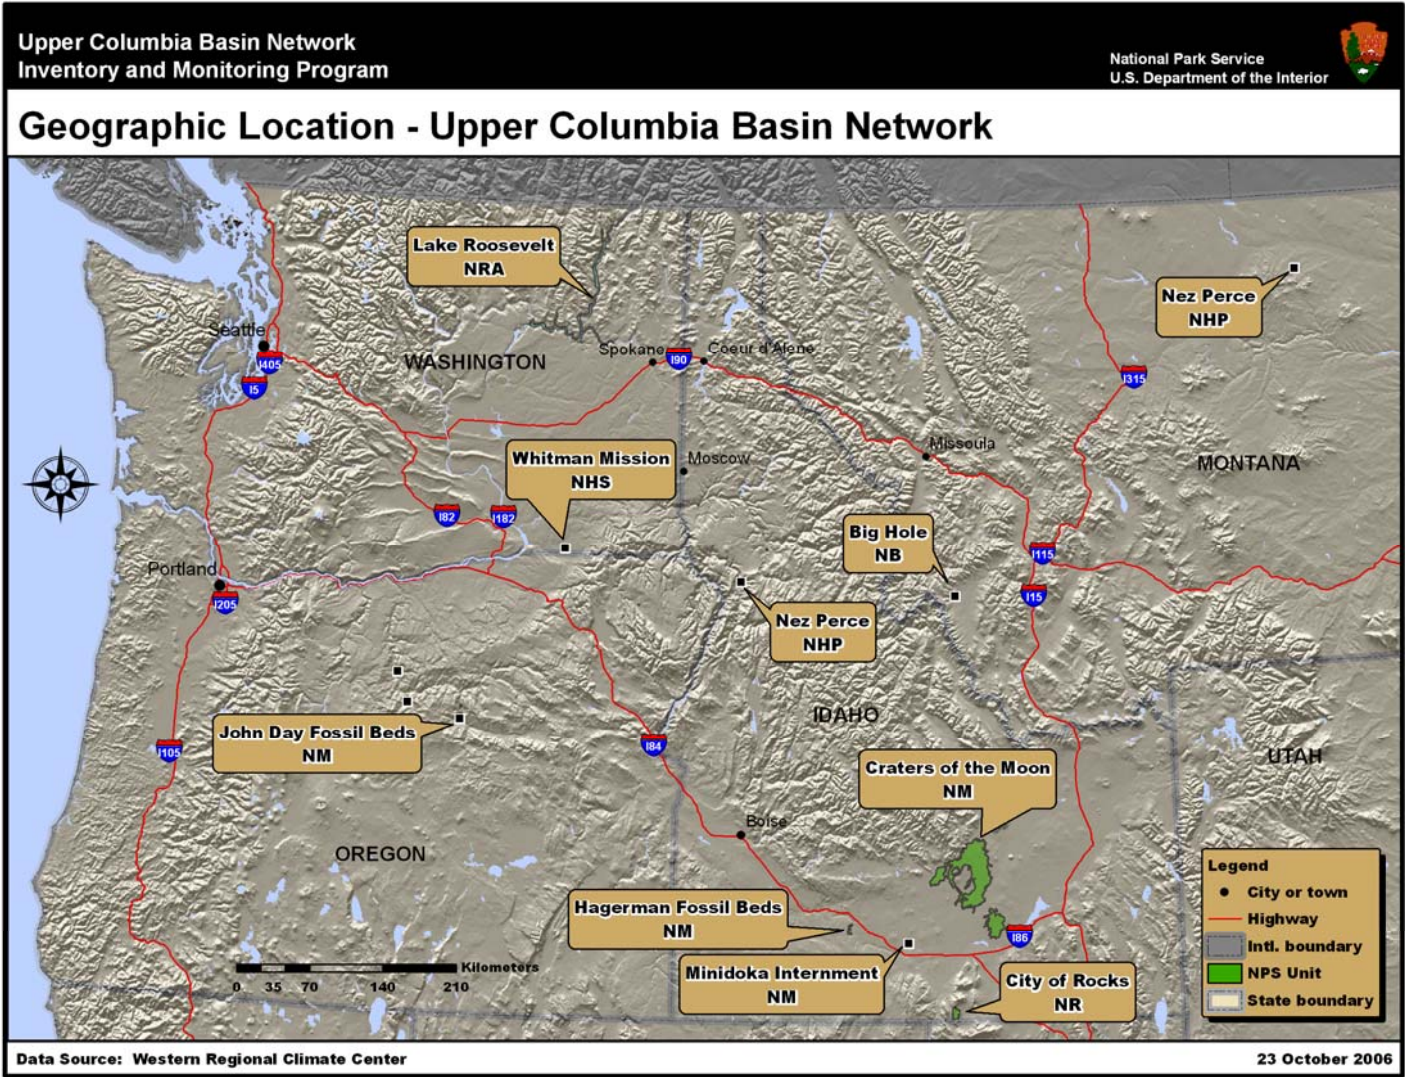 Upper Columbia Basin Network
Inventory and Monitoring Program
National Park Service
U.S. Department of the Interior
Geographic Location - Upper Columbia Basin Network
Lake Roosevelt
NRA
Nez Perce
NHP
Seattle
I405
I5
WASHINGTON
Spokane
I90
Coeur d'Alene
I315
Whitman Mission
NHS
Moscow
Missoula
MONTANA
I82
I182
Big Hole
NB
I115
Portland
I205
I15
Nez Perce
NHP
John Day Fossil Beds
NM
I105
I84
IDAHO
UTAH
Craters of the Moon
NM
Boise
OREGON
Hagerman Fossil Beds
NM
I86
Minidoka Internment
NM
City of Rocks
NR
Kilometers
0 35 70 140 210
Legend
City or town
Highway
Intl. boundary
NPS Unit
State boundary
Data Source: Western Regional Climate Center
23 October 2006